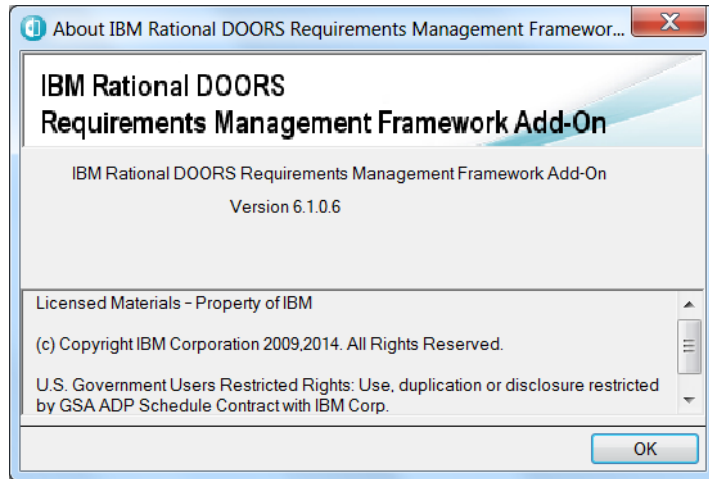 About IBM Rational DOORS Requirements Management Framewor...
IBM Rational DOORS
Requirements Management Framework Add-On
IBM Rational DOORS Requirements Management Framework Add-On
Version 6.1.0.6
Licensed Materials – Property of IBM
(c) Copyright IBM Corporation 2009,2014. All Rights Reserved.
U.S. Government Users Restricted Rights: Use, duplication or disclosure restricted
by GSA ADP Schedule Contract with IBM Corp.
OK